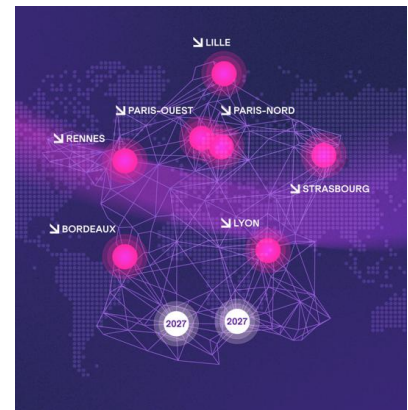 LILLE
PARIS-OUEST
PARIS-NORD
RENNES
STRASBOURG
BORDEAUX
LYON
2027
2027